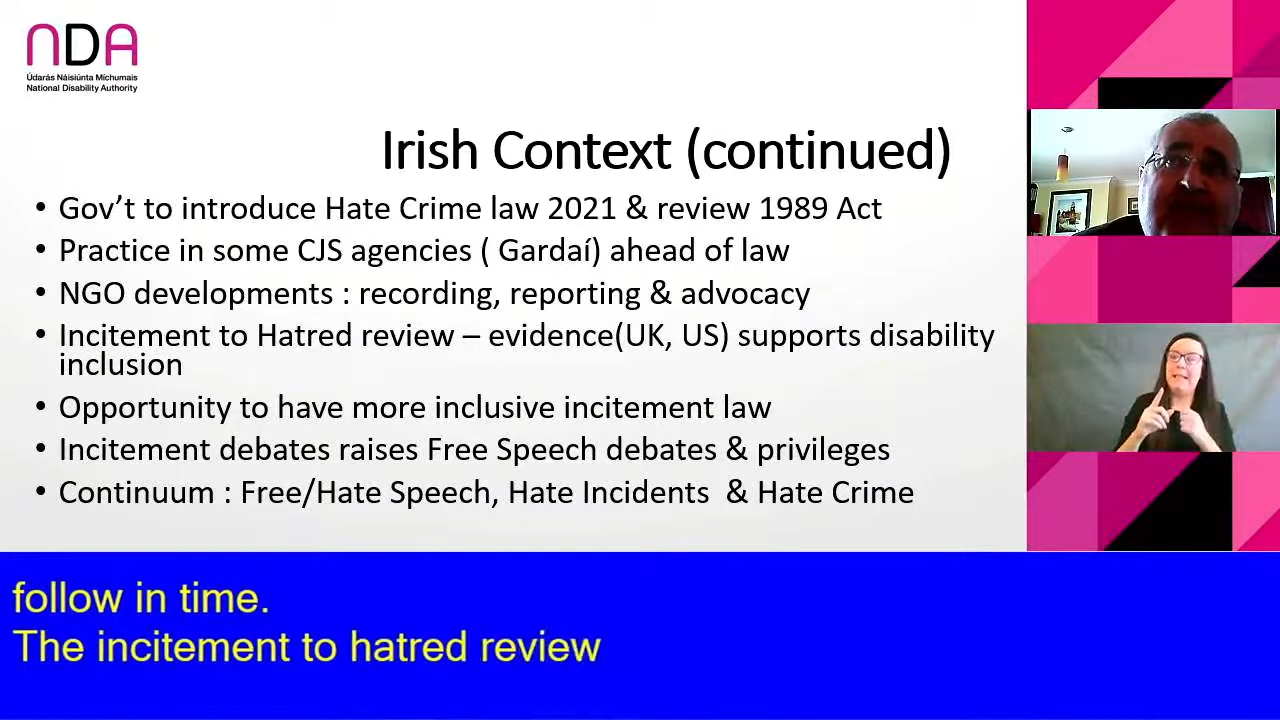 NDA
Údarás Náisiúnta Míchumais
National Disability Authority
Irish Context (continued)
• Gov’t to introduce Hate Crime law 2021 & review 1989 Act
• Practice in some CJS agencies ( Gardaí) ahead of law
• NGO developments : recording, reporting & advocacy
• Incitement to Hatred review – evidence(UK, US) supports disability
inclusion
• Opportunity to have more inclusive incitement law
• Incitement debates raises Free Speech debates & privileges
• Continuum : Free/Hate Speech, Hate Incidents & Hate Crime
follow in time.
The incitement to hatred review